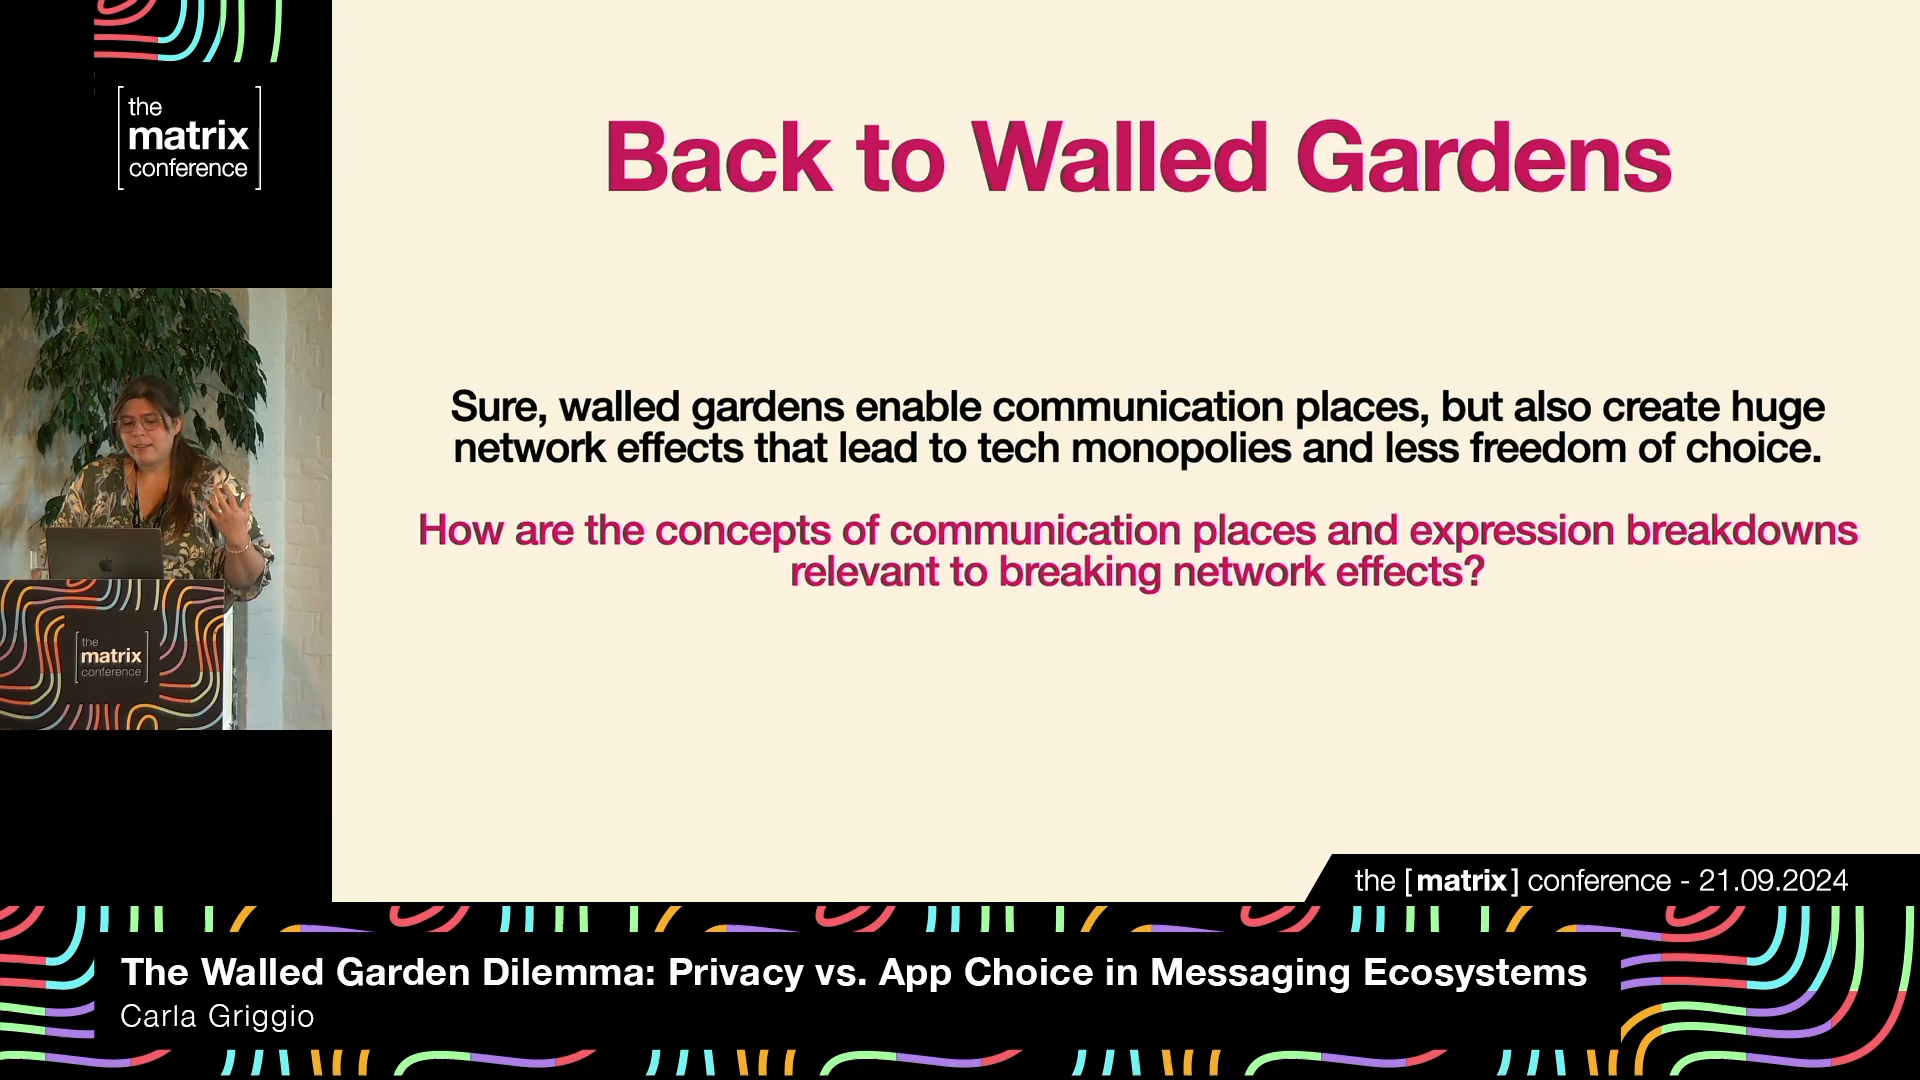 [the
matrix
conference]
Back to Walled Gardens
Sure, walled gardens enable communication places, but also create huge
network effects that lead to tech monopolies and less freedom of choice.
How are the concepts of communication places and expression breakdowns
relevant to breaking network effects?
[the
matrix
conference]
the [matrix] conference - 21.09.2024
The Walled Garden Dilemma: Privacy vs. App Choice in Messaging Ecosystems
Carla Griggio